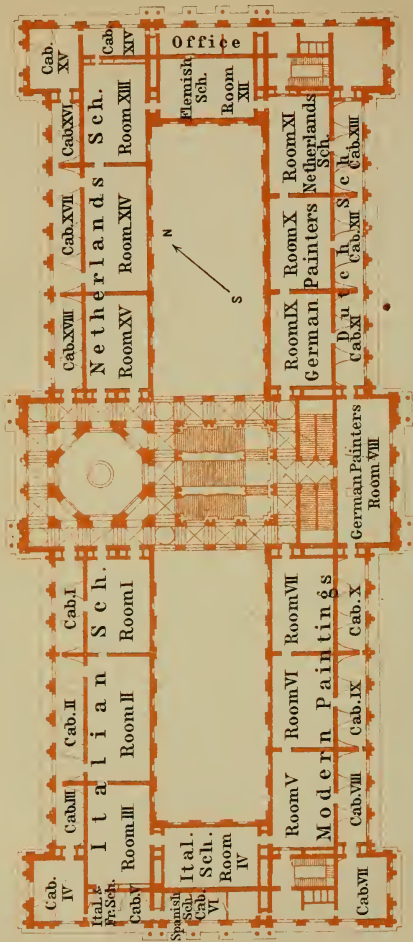 Cab.
XV
Cab.
XIV
Office
Cab.XVI
Room XIII
Netherlands Sch.
Flemish
Sch.
Room
XII
Cab.XVII
Room XIV
Cab.XVIII
Room XV
N
S
Room XI
Netherlands
Sch.
Cab.XIII
Room X
Cab.XII
Room IX
German Painters
Cab.XI
Dutch Sch.
German Painters
Room VIII
Cab.I
Room I
Italian Sch.
Cab.II
Room II
Cab.III
Room III
Cab.
IV
Ital.&
Fr.Sch.
Cab.V
Spanish
Sch.
Cab.
VI
Ital.
Sch.
Room
IV
Room VII
Cab.X
Room VI
Cab.IX
Room V
Cab.VIII
Modern Paintings
Cab.VII